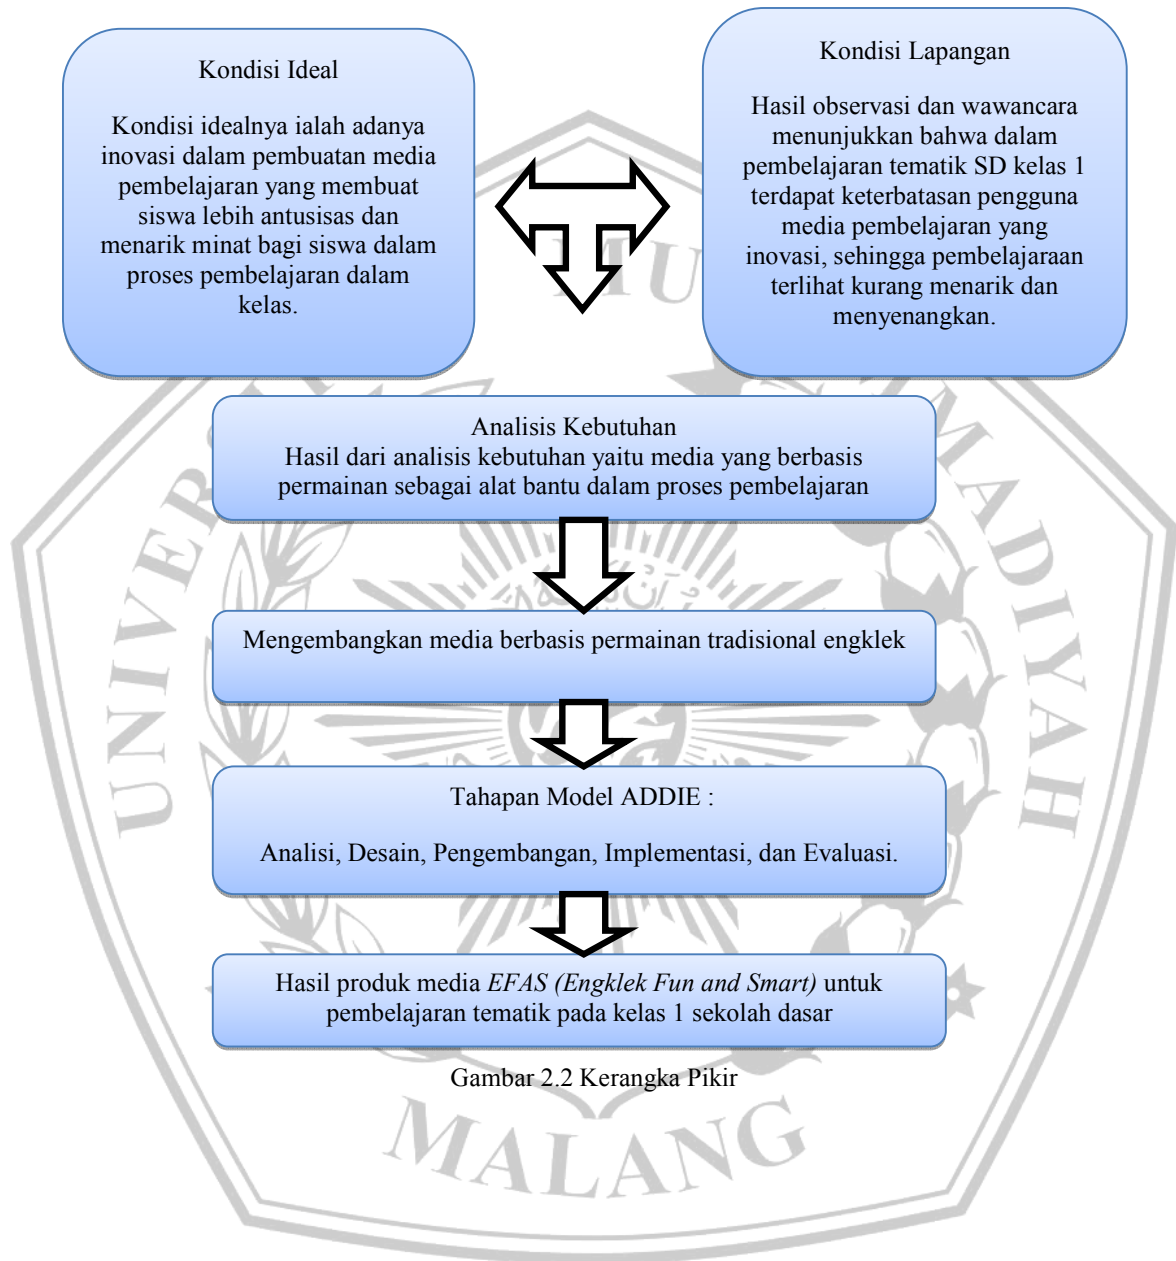 Kondisi Ideal
Kondisi idealnya ialah adanya
inovasi dalam pembuatan media
pembelajaran yang membuat
siswa lebih antusisas dan
menarik minat bagi siswa dalam
proses pembelajaran dalam
kelas.
Kondisi Lapangan
Hasil observasi dan wawancara
menunjukkan bahwa dalam
pembelajaran tematik SD kelas 1
terdapat keterbatasan pengguna
media pembelajaran yang
inovasi, sehingga pembelajaraan
terlihat kurang menarik dan
menyenangkan.
Analisis Kebutuhan
Hasil dari analisis kebutuhan yaitu media yang berbasis
permainan sebagai alat bantu dalam proses pembelajaran
Mengembangkan media berbasis permainan tradisional engklek
Tahapan Model ADDIE :
Analisi, Desain, Pengembangan, Implementasi, dan Evaluasi.
Hasil produk media EFAS (Engklek Fun and Smart) untuk
pembelajaran tematik pada kelas 1 sekolah dasar
Gambar 2.2 Kerangka Pikir
MALANG